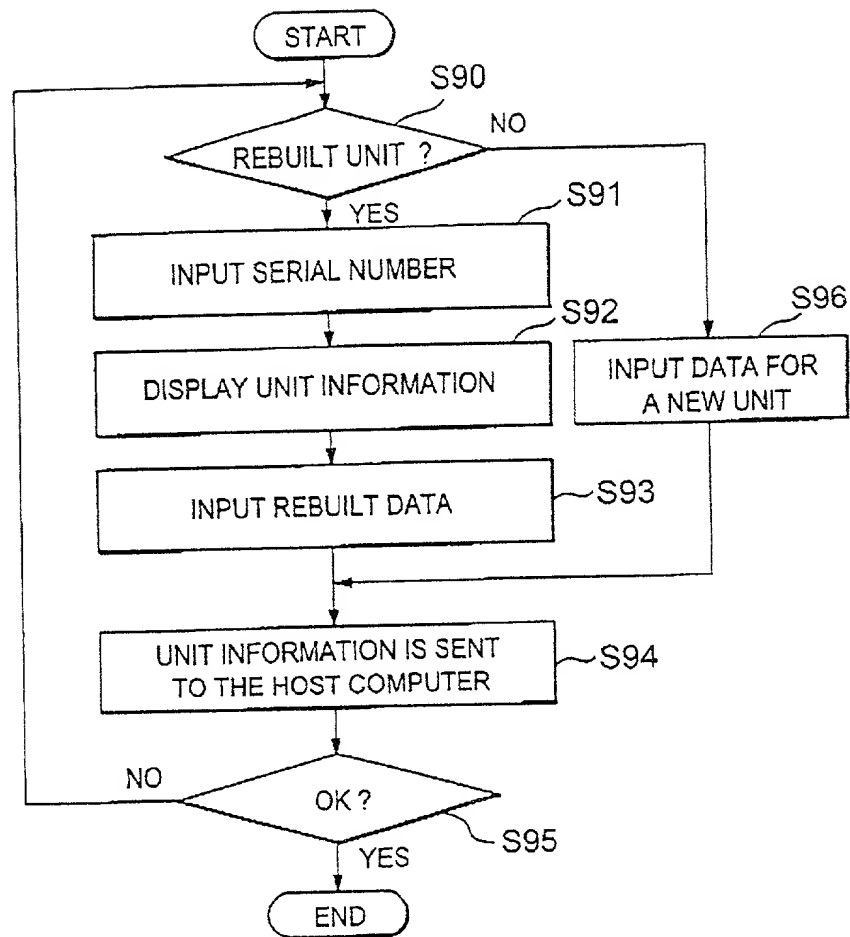 START
S90
NO
REBUILT UNIT ?
YES
S91
INPUT SERIAL NUMBER
S92
DISPLAY UNIT INFORMATION
S96
INPUT DATA FOR
A NEW UNIT
INPUT REBUILT DATA
S93
UNIT INFORMATION IS SENT
TO THE HOST COMPUTER
S94
NO
OK ?
S95
YES
END